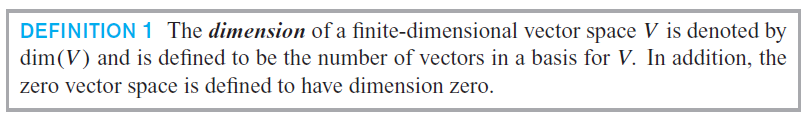 DEFINITION 1 The dimension of a finite-dimensional vector space V is denoted by
dim(V) and is defined to be the number of vectors in a basis for V. In addition, the
zero vector space is defined to have dimension zero.